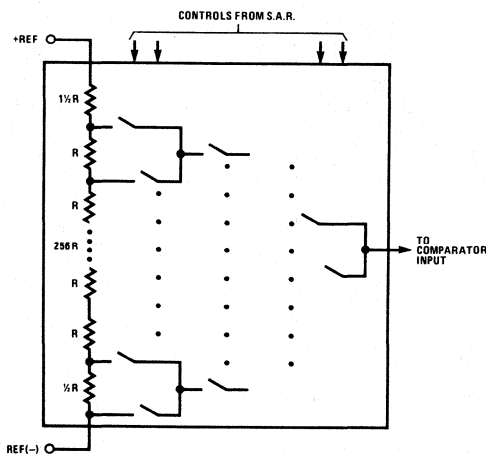 CONTROLS FROM S.A.R.
+REF
1½R
R
R
256R
R
R
½R
REF(−)
TO
COMPARATOR
INPUT